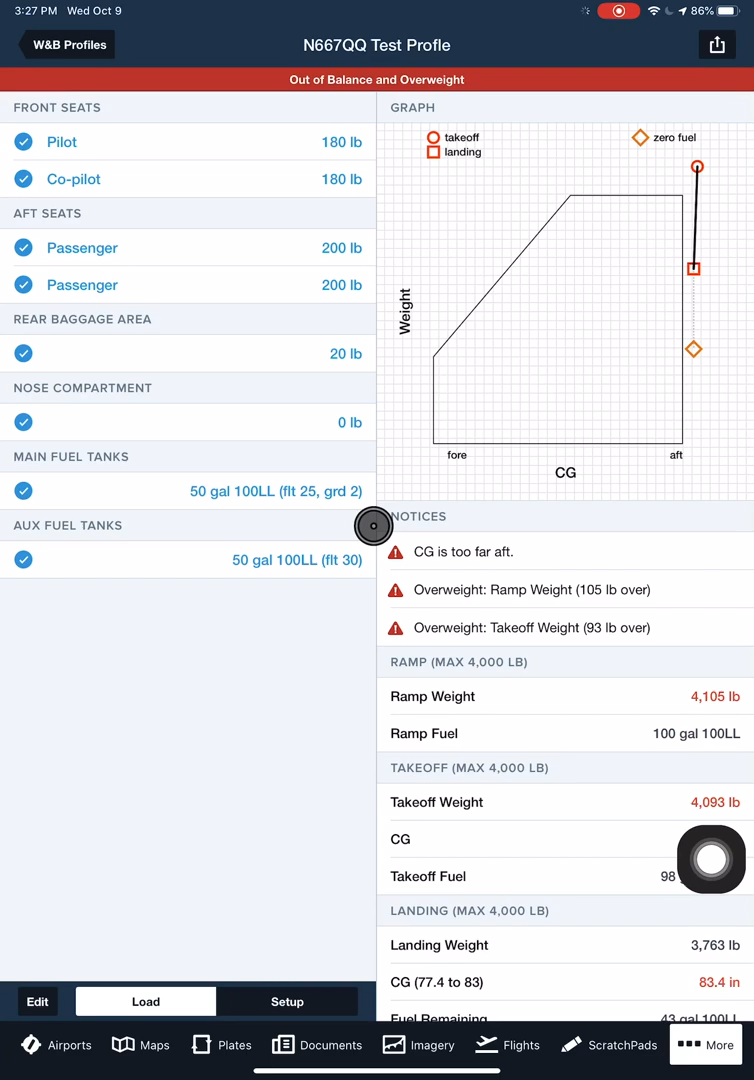 3:27 PM Wed Oct 9
86%
W&B Profiles
N667QQ Test Profle
Out of Balance and Overweight
FRONT SEATS
Pilot 180 lb
Co-pilot 180 lb
AFT SEATS
Passenger 200 lb
Passenger 200 lb
REAR BAGGAGE AREA
20 lb
NOSE COMPARTMENT
0 lb
MAIN FUEL TANKS
50 gal 100LL (flt 25, grd 2)
AUX FUEL TANKS
50 gal 100LL (flt 30)
GRAPH
takeoff
landing
zero fuel
Weight
fore
aft
CG
NOTICES
CG is too far aft.
Overweight: Ramp Weight (105 lb over)
Overweight: Takeoff Weight (93 lb over)
RAMP (MAX 4,000 LB)
Ramp Weight 4,105 lb
Ramp Fuel 100 gal 100LL
TAKEOFF (MAX 4,000 LB)
Takeoff Weight 4,093 lb
CG
Takeoff Fuel 98
LANDING (MAX 4,000 LB)
Landing Weight 3,763 lb
CG (77.4 to 83) 83.4 in
Fuel Remaining 43 gal 100LL
Edit
Load
Setup
Airports
Maps
Plates
Documents
Imagery
Flights
ScratchPads
More